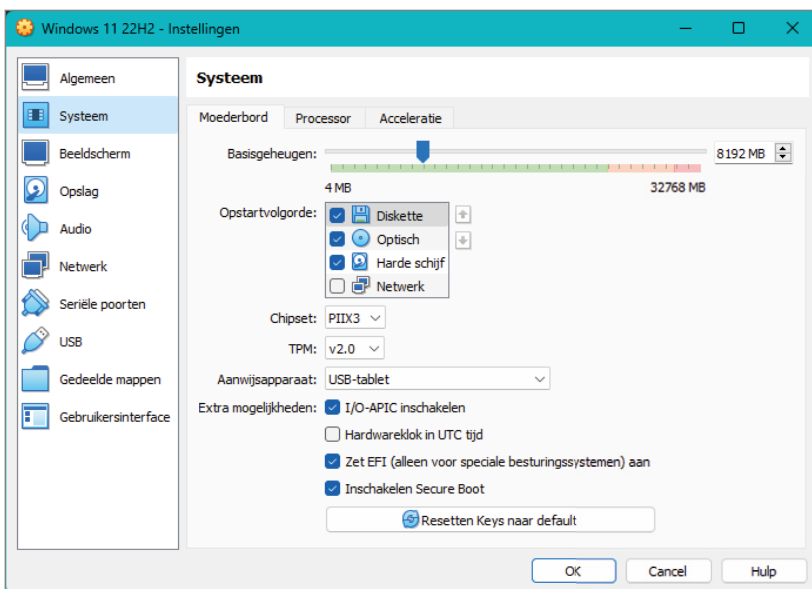 Windows 11 22H2 - Instellingen
Algemeen
Systeem
Beeldscherm
Opslag
Audio
Netwerk
Seriële poorten
USB
Gedeelde mappen
Gebruikersinterface
Systeem
Moederbord Processor Acceleratie
Basisgeheugen: 8192 MB
4 MB 32768 MB
Opstartvolgorde: Diskette
Optisch
Harde schijf
Netwerk
Chipset: PIIX3
TPM: v2.0
Aanwijsapparaat: USB-tablet
Extra mogelijkheden: I/O-APIC inschakelen
Hardwareklok in UTC tijd
Zet EFI (alleen voor speciale besturingssystemen) aan
Inschakelen Secure Boot
Resetten Keys naar default
OK Cancel Hulp